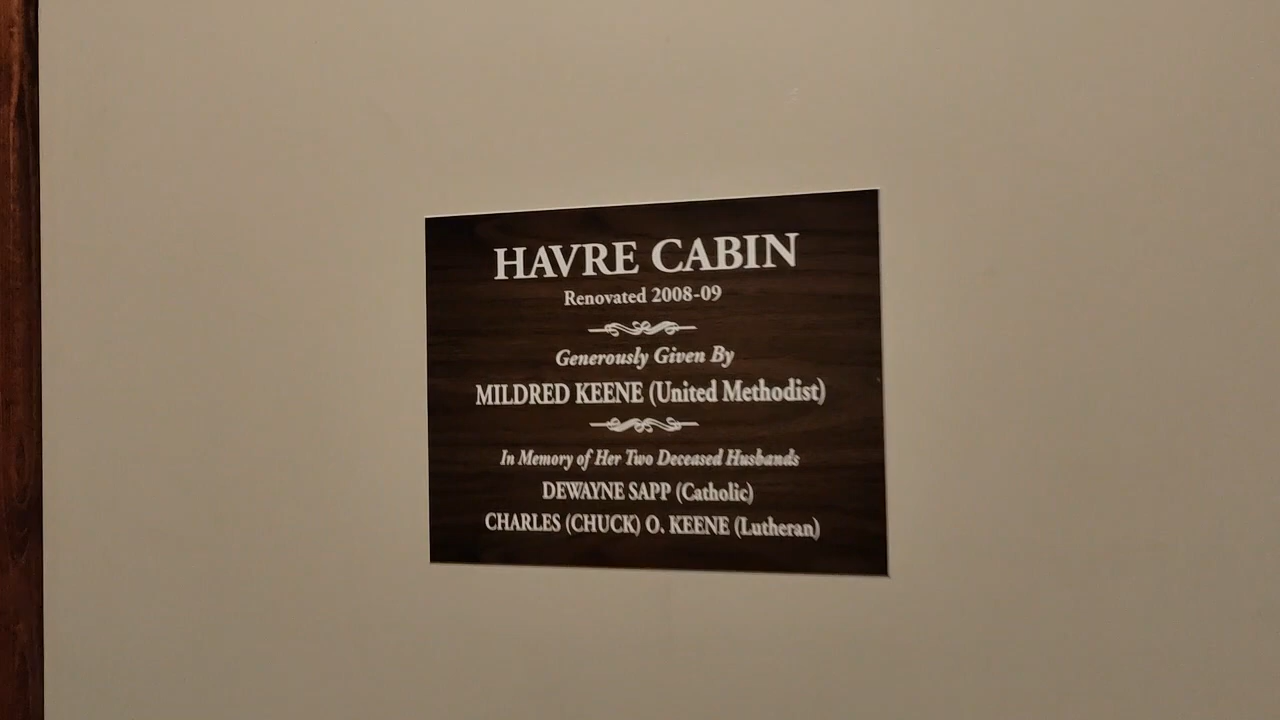 HAVRE CABIN
Renovated 2008-09
Generously Given By
MILDRED KEENE (United Methodist)
In Memory of Her Two Deceased Husbands
DEWAYNE SAPP (Catholic)
CHARLES (CHUCK) O. KEENE (Lutheran)